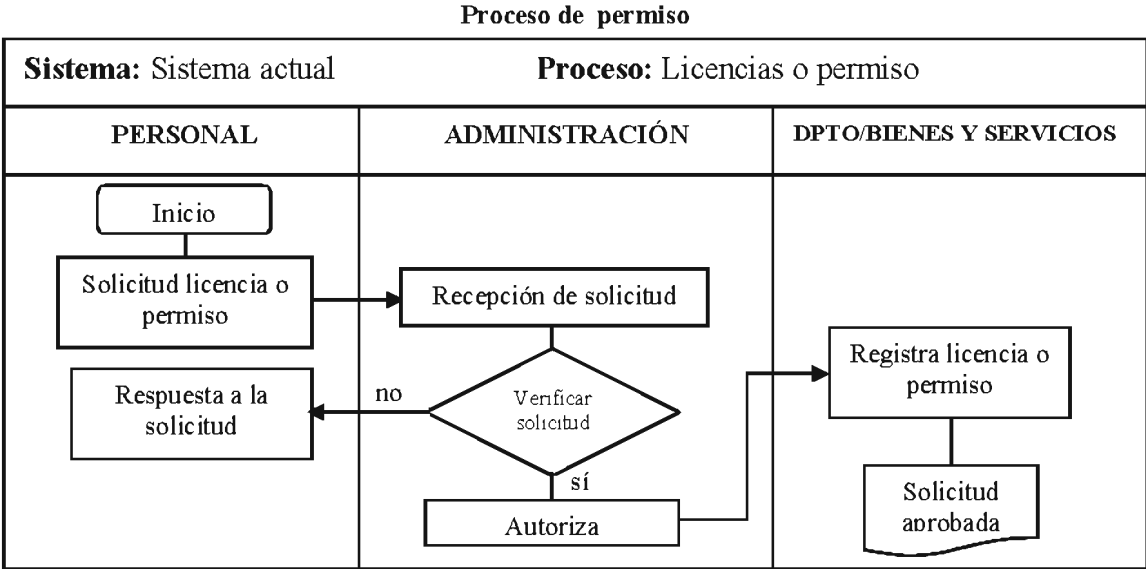 Proceso de permiso
Sistema: Sistema actual
Proceso: Licencias o permiso
PERSONAL
ADMINISTRACIÓN
DPTO/BIENES Y SERVICIOS
Inicio
Solicitud licencia o
permiso
Recepción de solicitud
Verificar
solicitud
no
Respuesta a la
solicitud
sí
Autoriza
Registra licencia o
permiso
Solicitud
aprobada